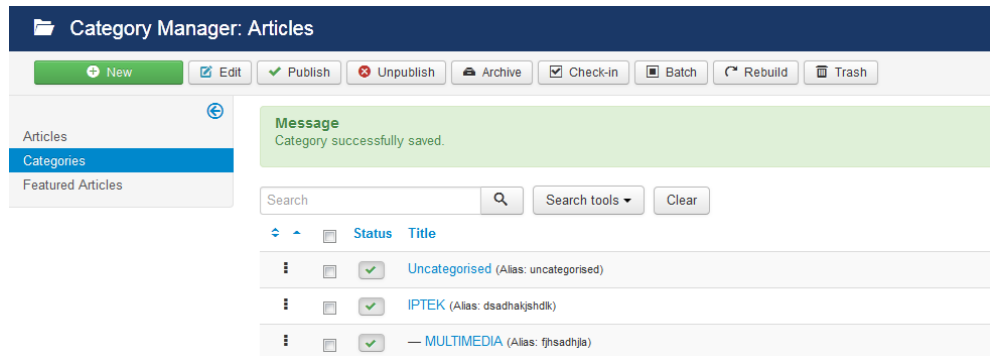 Category Manager: Articles
New Edit Publish Unpublish Archive Check-in Batch Rebuild Trash
Articles
Categories
Featured Articles
Message
Category successfully saved.
Search Search tools Clear
Status Title
Uncategorised (Alias: uncategorised)
IPTEK (Alias: dsadhakjshdlk)
— MULTIMEDIA (Alias: fjhsadhjla)